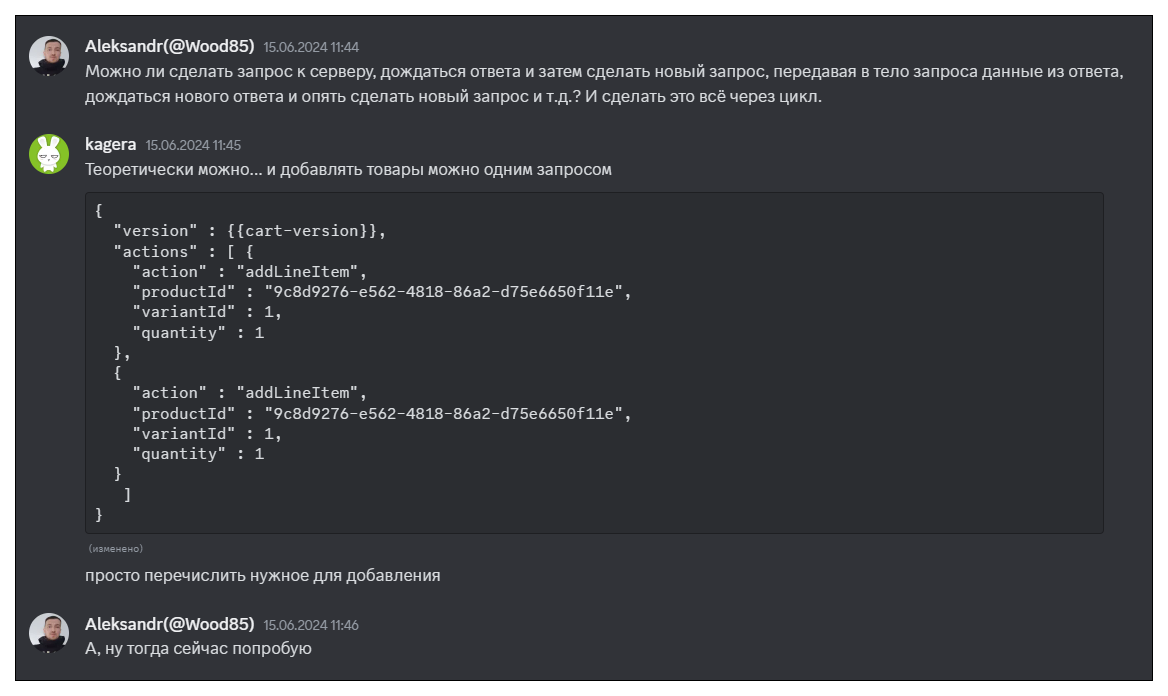 Aleksandr(@Wood85) 15.06.2024 11:44
Можно ли сделать запрос к серверу, дождаться ответа и затем сделать новый запрос, передавая в тело запроса данные из ответа,
дождаться нового ответа и опять сделать новый запрос и т.д.? И сделать это всё через цикл.
kagera 15.06.2024 11:45
Теоретически можно... и добавлять товары можно одним запросом
{
  "version" : {{cart-version}},
  "actions" : [ {
    "action" : "addLineItem",
    "productId" : "9c8d9276-e562-4818-86a2-d75e6650f11e",
    "variantId" : 1,
    "quantity" : 1
  },
  {
    "action" : "addLineItem",
    "productId" : "9c8d9276-e562-4818-86a2-d75e6650f11e",
    "variantId" : 1,
    "quantity" : 1
  }
   ]
}
(изменено)
просто перечислить нужное для добавления
Aleksandr(@Wood85) 15.06.2024 11:46
А, ну тогда сейчас попробую